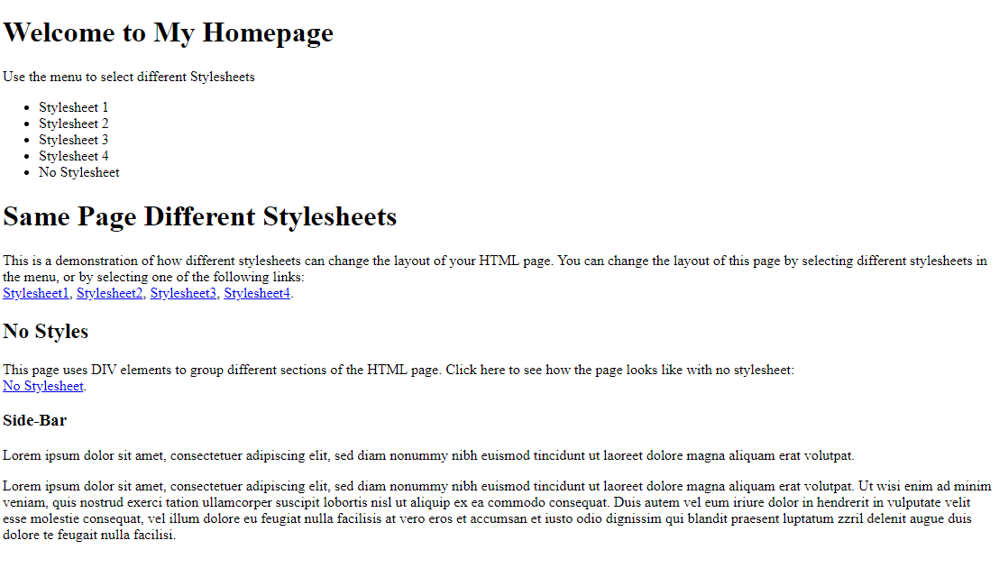 Welcome to My Homepage
Use the menu to select different Stylesheets
Stylesheet 1
Stylesheet 2
Stylesheet 3
Stylesheet 4
No Stylesheet
Same Page Different Stylesheets
This is a demonstration of how different stylesheets can change the layout of your HTML page. You can change the layout of this page by selecting different stylesheets in
the menu, or by selecting one of the following links:
Stylesheet1, Stylesheet2, Stylesheet3, Stylesheet4.
No Styles
This page uses DIV elements to group different sections of the HTML page. Click here to see how the page looks like with no stylesheet:
No Stylesheet.
Side-Bar
Lorem ipsum dolor sit amet, consectetuer adipiscing elit, sed diam nonummy nibh euismod tincidunt ut laoreet dolore magna aliquam erat volutpat.
Lorem ipsum dolor sit amet, consectetuer adipiscing elit, sed diam nonummy nibh euismod tincidunt ut laoreet dolore magna aliquam erat volutpat. Ut wisi enim ad minim
veniam, quis nostrud exerci tation ullamcorper suscipit lobortis nisl ut aliquip ex ea commodo consequat. Duis autem vel eum iriure dolor in hendrerit in vulputate velit
esse molestie consequat, vel illum dolore eu feugiat nulla facilisis at vero eros et accumsan et iusto odio dignissim qui blandit praesent luptatum zzril delenit augue duis
dolore te feugait nulla facilisi.